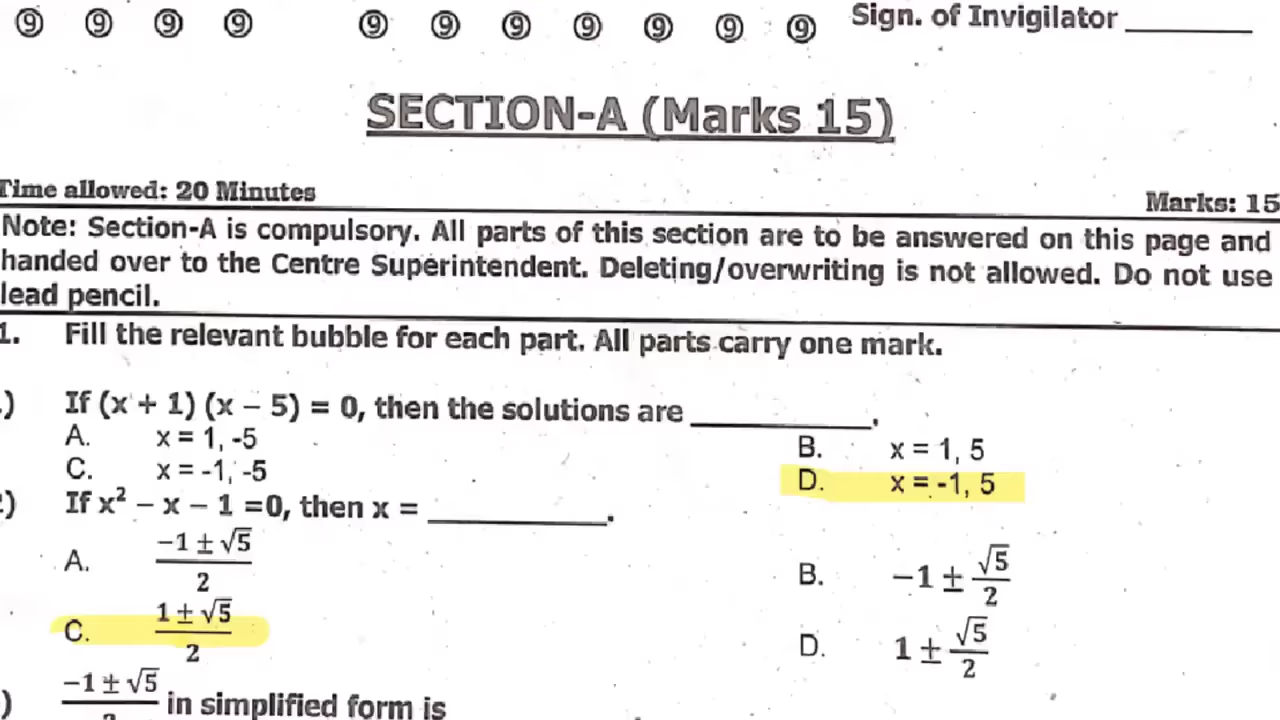 ⑨ ⑨ ⑨ ⑨ ⑨ ⑨ ⑨ ⑨ ⑨ ⑨ ⑨ Sign. of Invigilator ________
SECTION-A (Marks 15)
Time allowed: 20 Minutes Marks: 15
Note: Section-A is compulsory. All parts of this section are to be answered on this page and
handed over to the Centre Superintendent. Deleting/overwriting is not allowed. Do not use
lead pencil.
1. Fill the relevant bubble for each part. All parts carry one mark.
) If (x + 1) (x – 5) = 0, then the solutions are ____________.
A. x = 1, -5 B. x = 1, 5
C. x = -1, -5 D. x = -1, 5
) If x² – x – 1 =0, then x = ____________.
A. (−1 ± √5)/2 B. −1 ± √5/2
C. (1 ± √5)/2 D. 1 ± √5/2
) −1 ± √5 in simplified form is